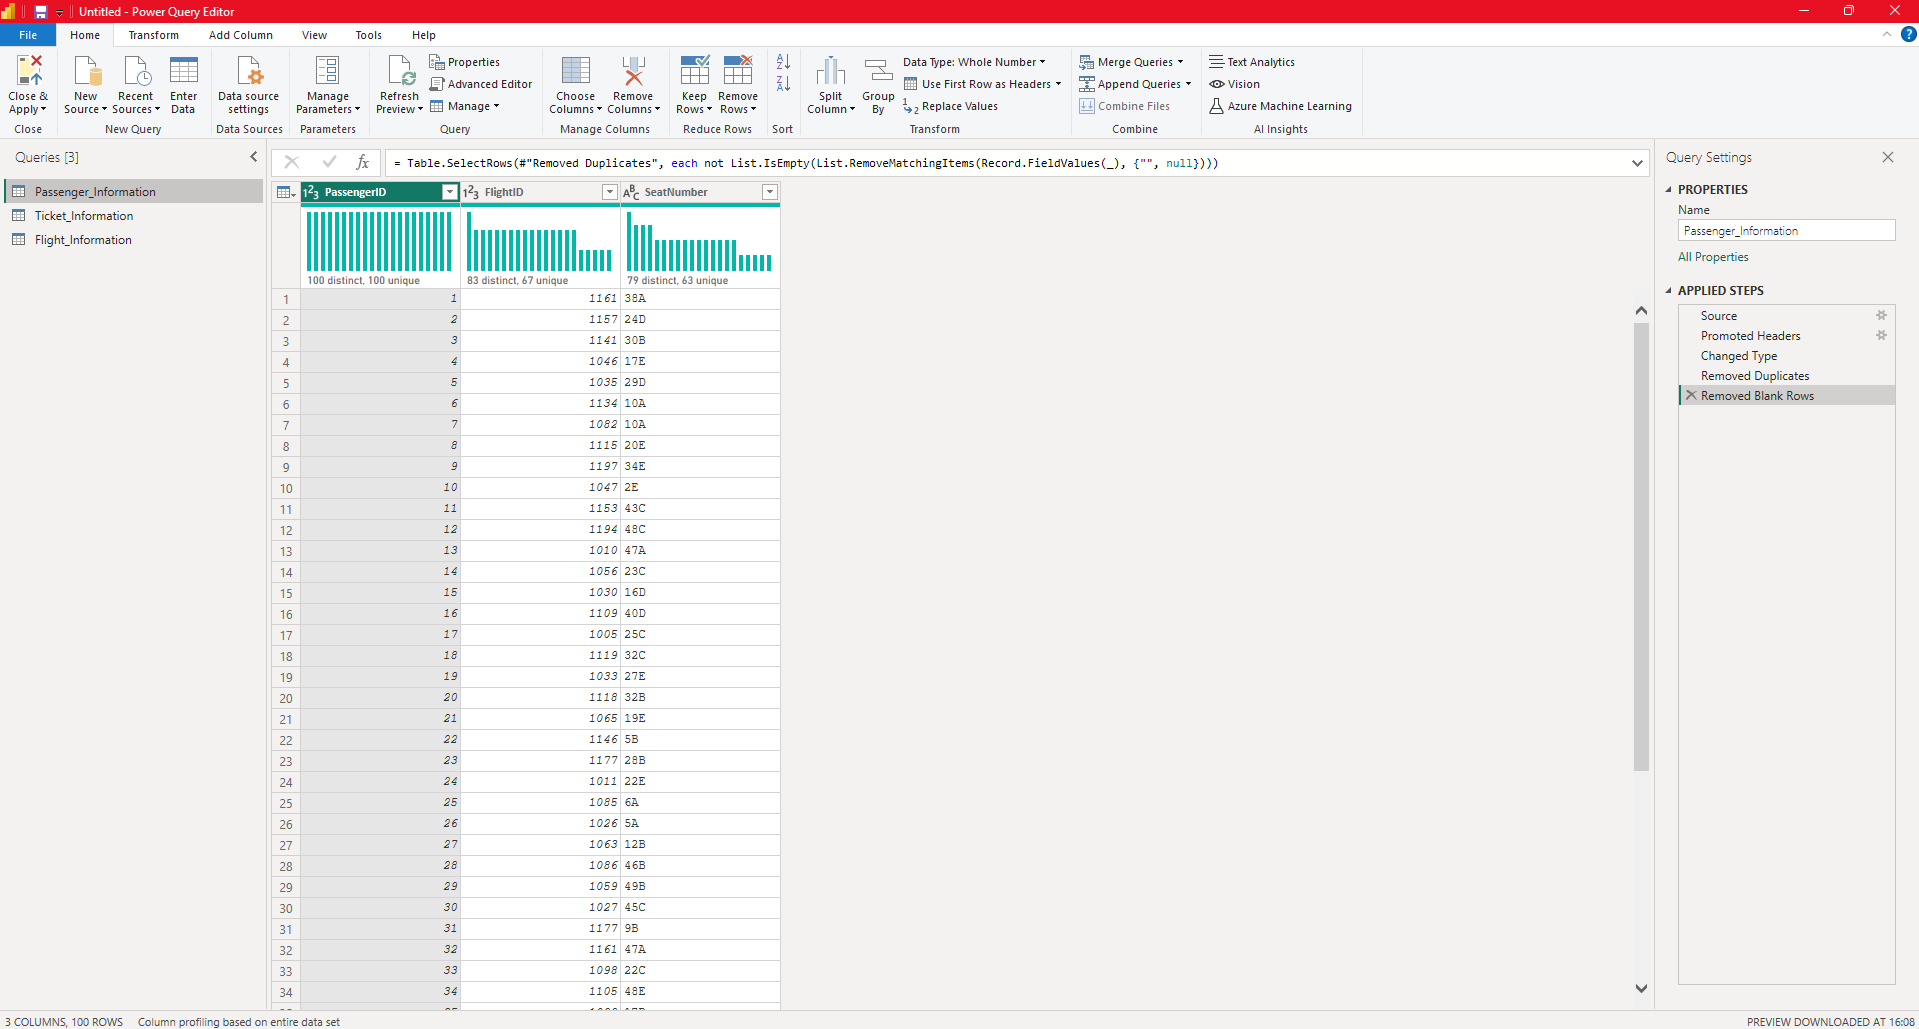 Untitled - Power Query Editor
File Home Transform Add Column View Tools Help
Close & Apply
Close
New Source
Recent Sources
Enter Data
New Query
Data source settings
Data Sources
Manage Parameters
Parameters
Refresh Preview
Properties
Advanced Editor
Manage
Query
Choose Columns
Remove Columns
Manage Columns
Keep Rows
Remove Rows
Reduce Rows
Sort
Split Column
Group By
Data Type: Whole Number
Use First Row as Headers
Replace Values
Transform
Merge Queries
Append Queries
Combine Files
Combine
Text Analytics
Vision
Azure Machine Learning
AI Insights
Queries [3]
Passenger_Information
Ticket_Information
Flight_Information
fx
= Table.SelectRows(#"Removed Duplicates", each not List.IsEmpty(List.RemoveMatchingItems(Record.FieldValues(_), {"", null})))
PassengerID FlightID SeatNumber
100 distinct, 100 unique 83 distinct, 67 unique 79 distinct, 63 unique
1 1 1161 38A
2 2 1157 24D
3 3 1141 30B
4 4 1046 17E
5 5 1035 29D
6 6 1134 10A
7 7 1082 10A
8 8 1115 20E
9 9 1197 34E
10 10 1047 2E
11 11 1153 43C
12 12 1194 48C
13 13 1010 47A
14 14 1056 23C
15 15 1030 16D
16 16 1109 40D
17 17 1005 25C
18 18 1119 32C
19 19 1033 27E
20 20 1118 32B
21 21 1065 19E
22 22 1146 5B
23 23 1177 28B
24 24 1011 22E
25 25 1085 6A
26 26 1026 5A
27 27 1063 12B
28 28 1086 46B
29 29 1059 49B
30 30 1027 45C
31 31 1177 9B
32 32 1161 47A
33 33 1098 22C
34 34 1105 48E
Query Settings
PROPERTIES
Name
Passenger_Information
All Properties
APPLIED STEPS
Source
Promoted Headers
Changed Type
Removed Duplicates
Removed Blank Rows
3 COLUMNS, 100 ROWS Column profiling based on entire data set
PREVIEW DOWNLOADED AT 16:08